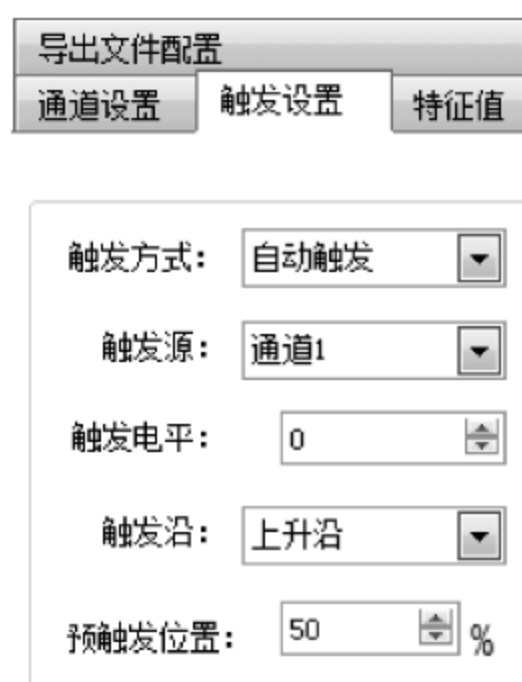 导出文件配置
通道设置 触发设置 特征值
触发方式： 自动触发
触发源： 通道1
触发电平： 0
触发沿： 上升沿
预触发位置： 50 %